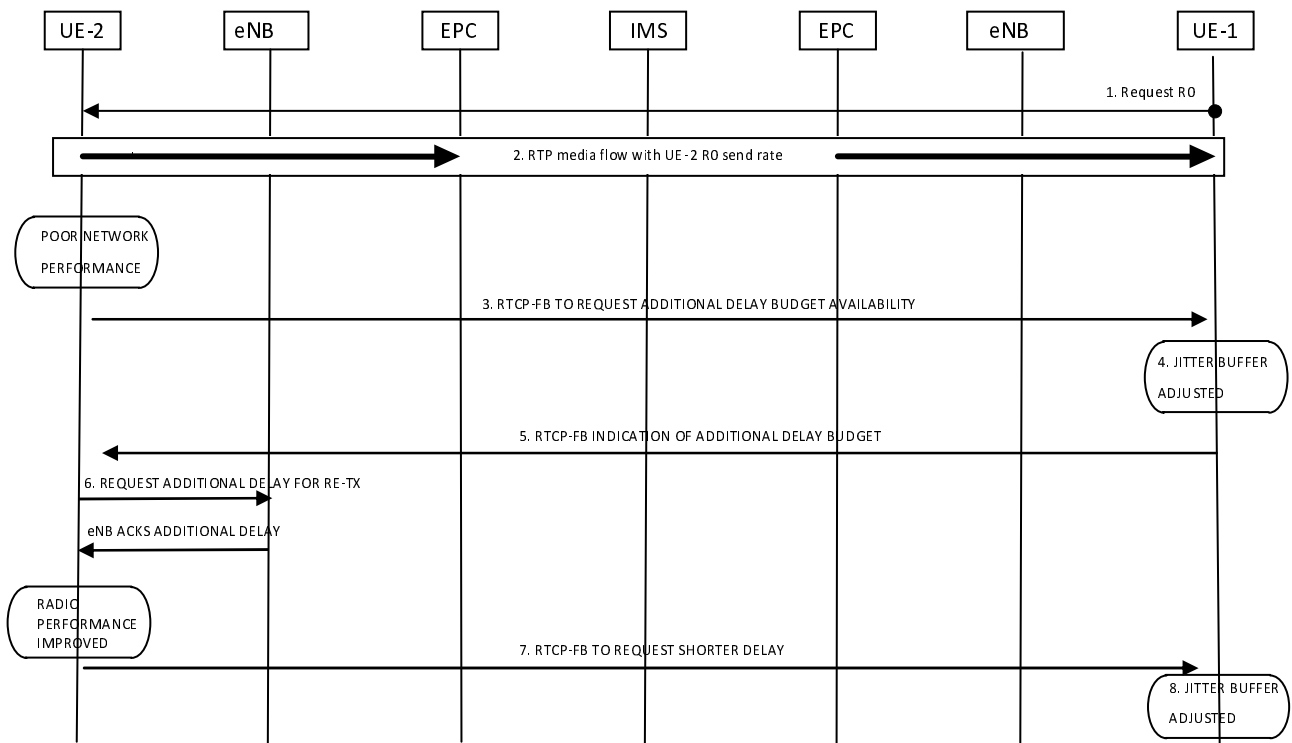 UE-2
eNB
EPC
IMS
EPC
eNB
UE-1
1. Request R0
2. RTP media flow with UE-2 R0 send rate
POOR NETWORK
PERFORMANCE
3. RTCP-FB TO REQUEST ADDITIONAL DELAY BUDGET AVAILABILITY
4. JITTER BUFFER
ADJUSTED
5. RTCP-FB INDICATION OF ADDITIONAL DELAY BUDGET
6. REQUEST ADDITIONAL DELAY FOR RE-TX
eNB ACKS ADDITIONAL DELAY
RADIO
PERFORMANCE
IMPROVED
7. RTCP-FB TO REQUEST SHORTER DELAY
8. JITTER BUFFER
ADJUSTED